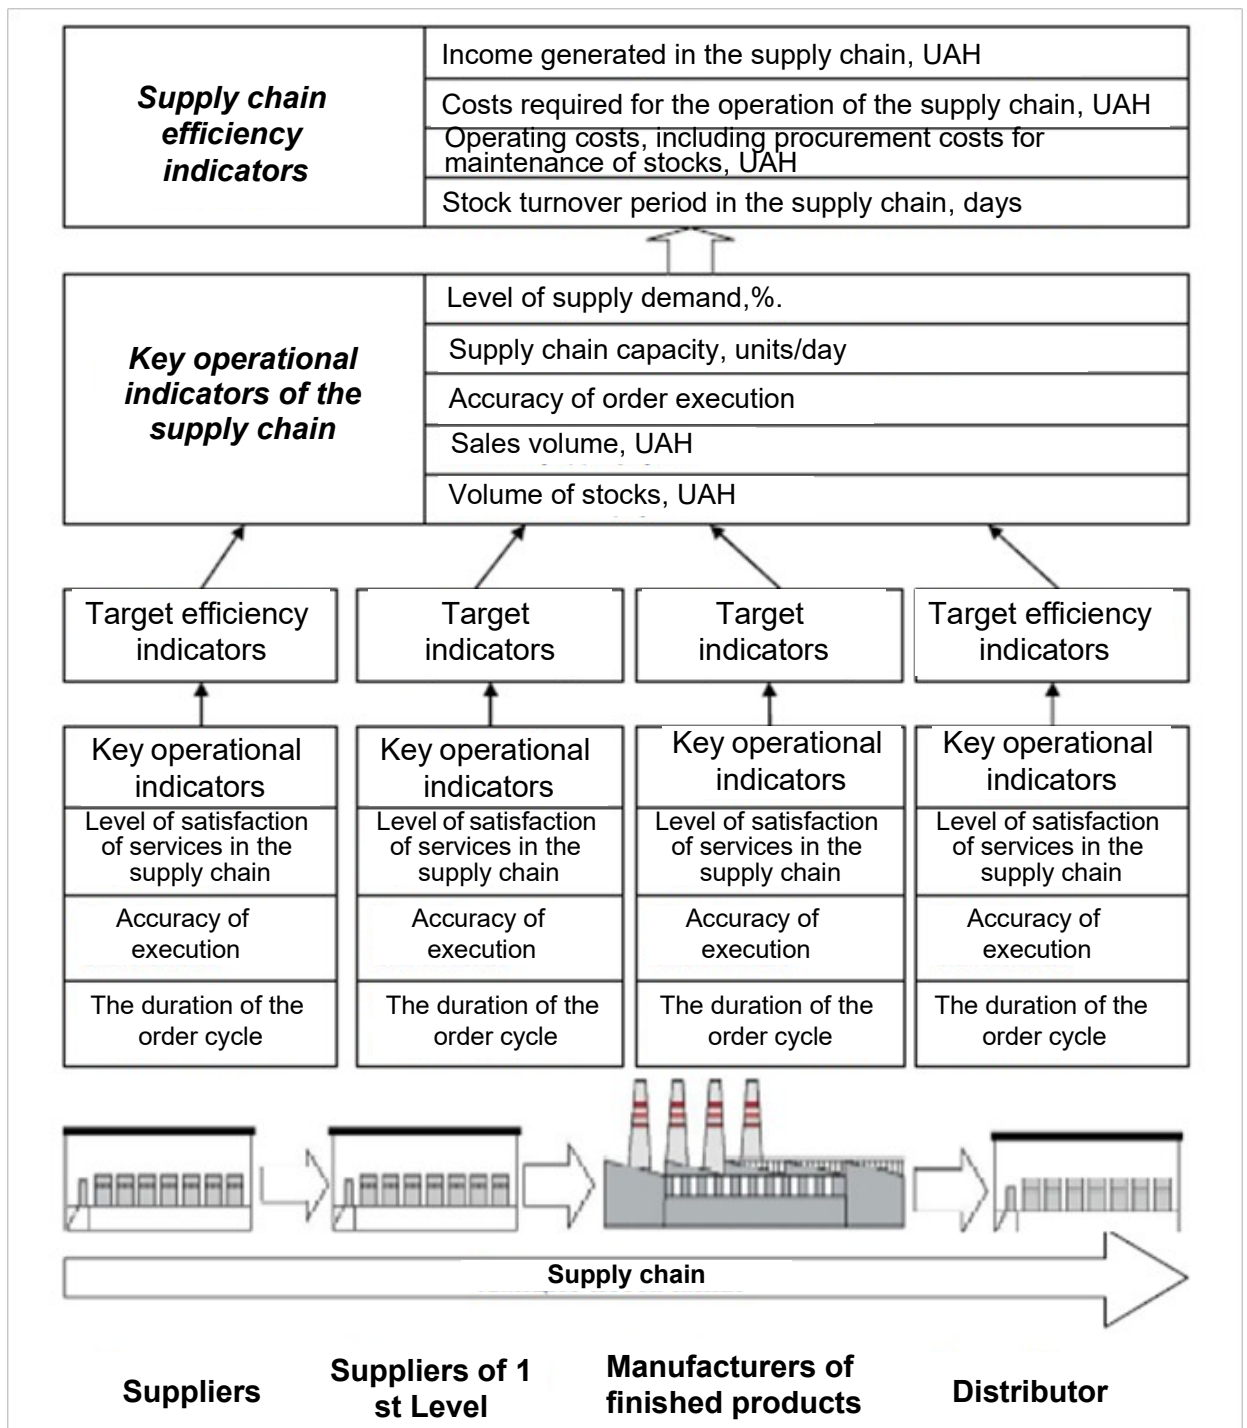 Supply chain
efficiency
indicators
Income generated in the supply chain, UAH
Costs required for the operation of the supply chain, UAH
Operating costs, including procurement costs for
maintenance of stocks, UAH
Stock turnover period in the supply chain, days
Key operational
indicators of the
supply chain
Level of supply demand,%.
Supply chain capacity, units/day
Accuracy of order execution
Sales volume, UAH
Volume of stocks, UAH
Target efficiency
indicators
Target
indicators
Target
indicators
Target efficiency
indicators
Key operational
indicators
Level of satisfaction
of services in the
supply chain
Accuracy of
execution
The duration of the
order cycle
Key operational
indicators
Level of satisfaction
of services in the
supply chain
Accuracy of
execution
The duration of the
order cycle
Key operational
indicators
Level of satisfaction
of services in the
supply chain
Accuracy of
execution
The duration of the
order cycle
Key operational
indicators
Level of satisfaction
of services in the
supply chain
Accuracy of
execution
The duration of the
order cycle
Supply chain
Suppliers
Suppliers of 1
st Level
Manufacturers of
finished products
Distributor